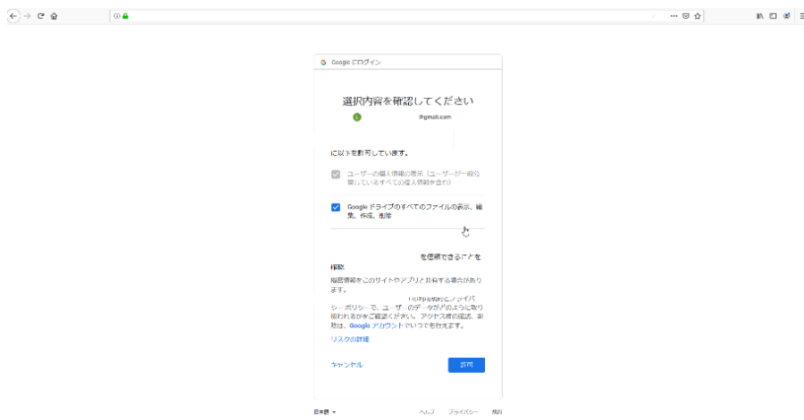 Google にログイン
選択内容を確認してください
@gmail.com
に以下を許可しています。
ユーザーの個人情報の表示（ユーザーが一般公
開しているすべての個人情報を含む）
Google ドライブのすべてのファイルの表示、編
集、作成、削除
を信頼できることを
確認
機密情報をこのサイトやアプリと共有する場合があり
ます。
シー ポリシーで、ユーザーのデータがどのように取り
扱われるかをご確認ください。アクセス権の確認、削
除は、Google アカウントでいつでも行えます。
リスクの詳細
キャンセル
許可
日本語
ヘルプ
プライバシー
規約